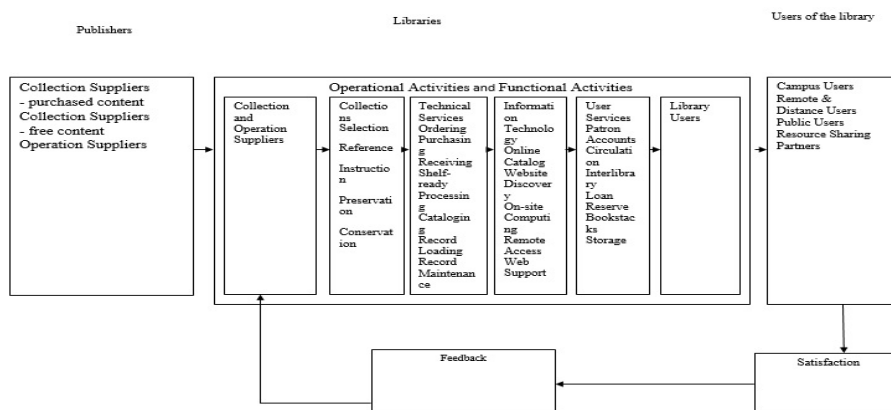 Publishers
Libraries
Users of the library
Collection Suppliers
- purchased content
Collection Suppliers
- free content
Operation Suppliers
Operational Activities and Functional Activities
Collection
and
Operation
Suppliers
Collectio
ns
Selection
Reference
Instructio
n
Preservati
on
Conservat
ion
Technical
Services
Ordering
Purchasin
g
Receiving
Shelf-
ready
Processin
g
Catalogin
g
Record
Loading
Record
Maintena
nce
Informati
on
Technolo
gy
Online
Catalog
Website
Discover
y
On-site
Computi
ng
Remote
Access
Web
Support
User
Services
Patron
Accounts
Circulati
on
Interlibra
ry
Loan
Reserve
Booksta
cks
Storage
Library
Users
Campus Users
Remote &
Distance Users
Public Users
Resource Sharing
Partners
Feedback
Satisfaction